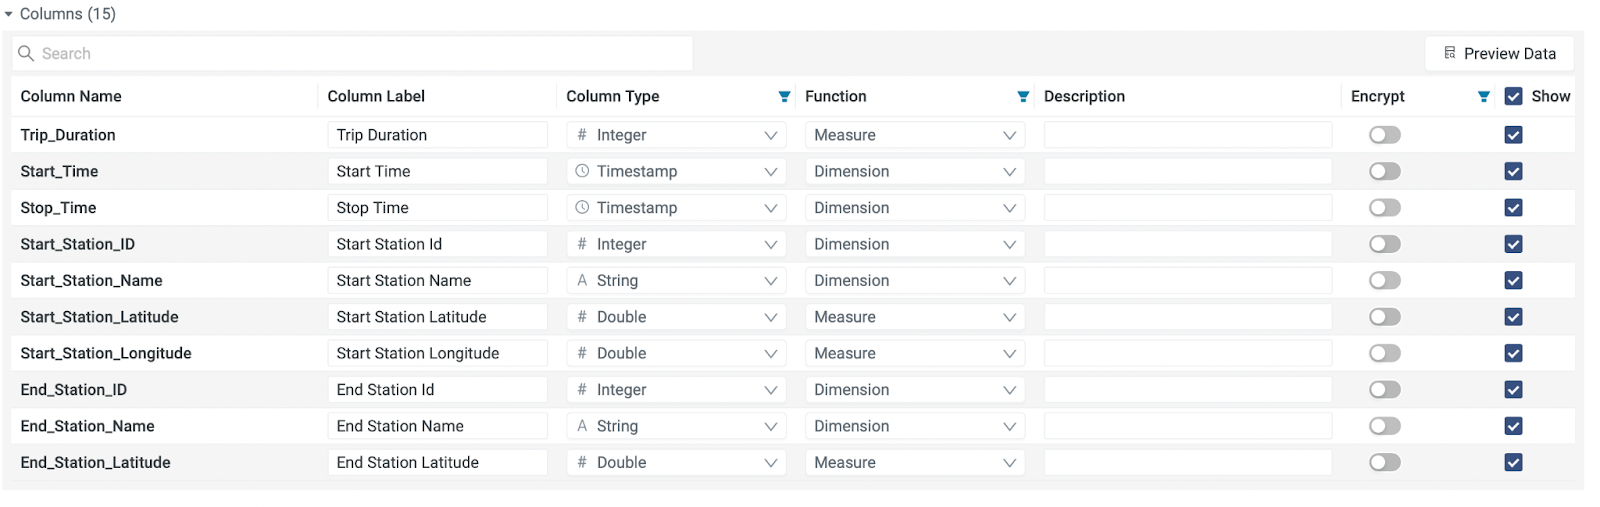 Columns (15)
Search
Preview Data
Column Name Column Label Column Type Function Description Encrypt Show
Trip_Duration Trip Duration # Integer Measure
Start_Time Start Time Timestamp Dimension
Stop_Time Stop Time Timestamp Dimension
Start_Station_ID Start Station Id # Integer Dimension
Start_Station_Name Start Station Name A String Dimension
Start_Station_Latitude Start Station Latitude # Double Measure
Start_Station_Longitude Start Station Longitude # Double Measure
End_Station_ID End Station Id # Integer Dimension
End_Station_Name End Station Name A String Dimension
End_Station_Latitude End Station Latitude # Double Measure